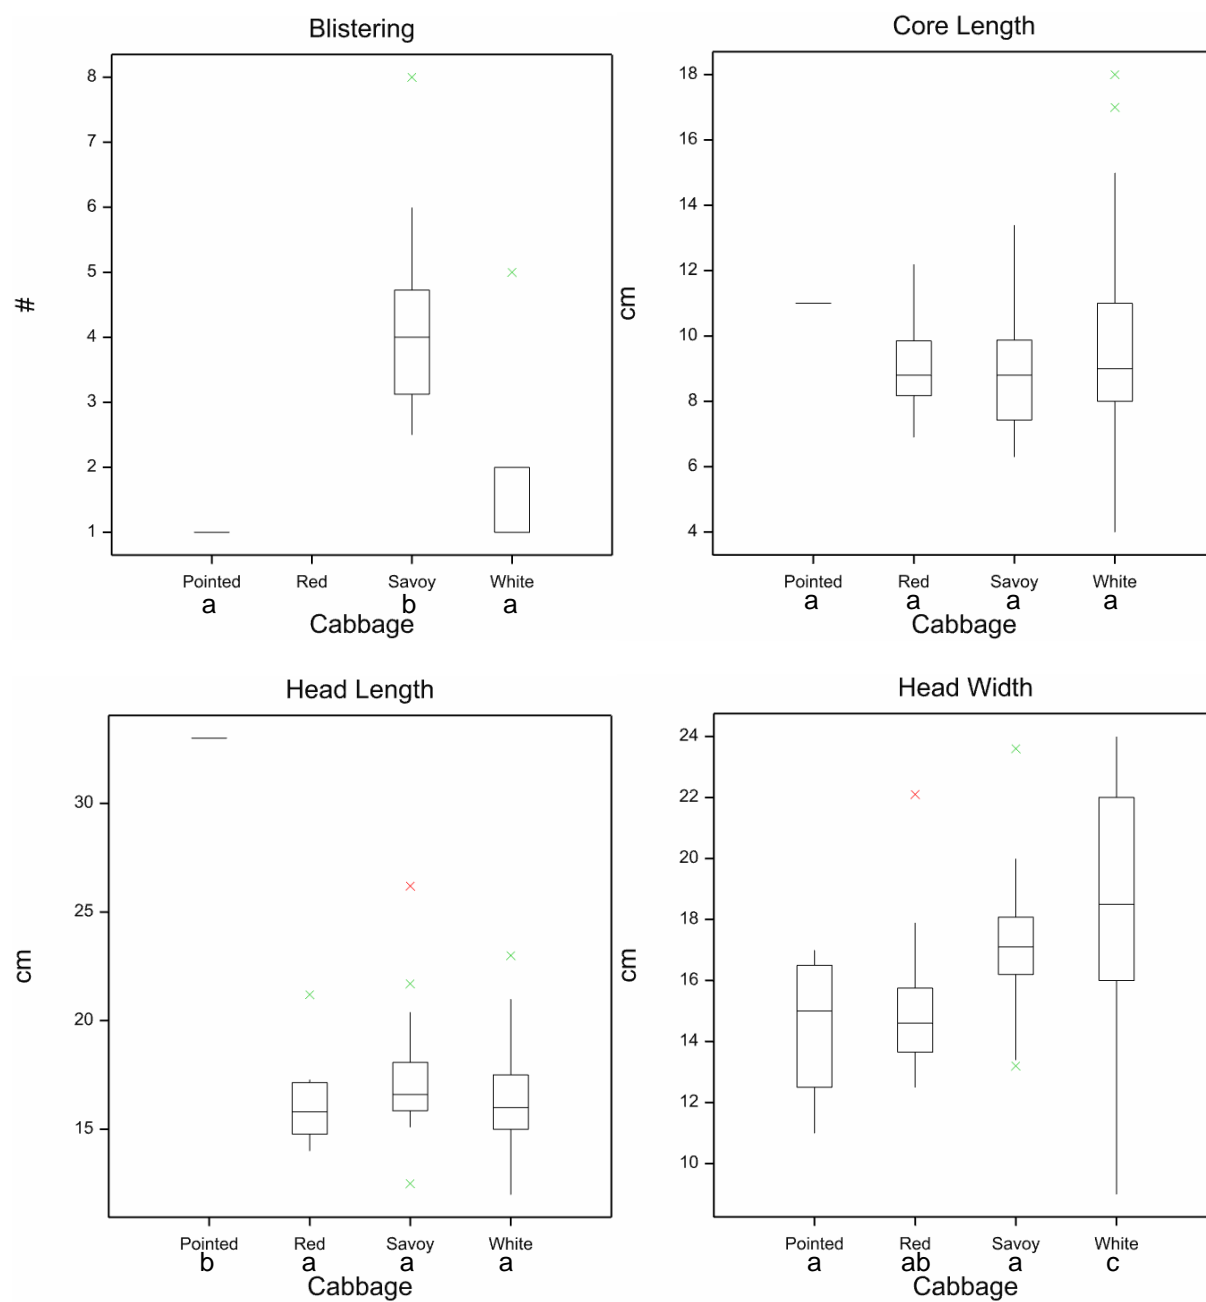 Blistering
8
7
6
5
4
3
2
1
#
Pointed Red Savoy White
a b a
Cabbage
Core Length
18
16
14
12
10
8
6
4
cm
Pointed Red Savoy White
a a a a
Cabbage
Head Length
30
25
20
15
cm
Pointed Red Savoy White
b a a a
Cabbage
Head Width
24
22
20
18
16
14
12
10
cm
Pointed Red Savoy White
a ab a c
Cabbage